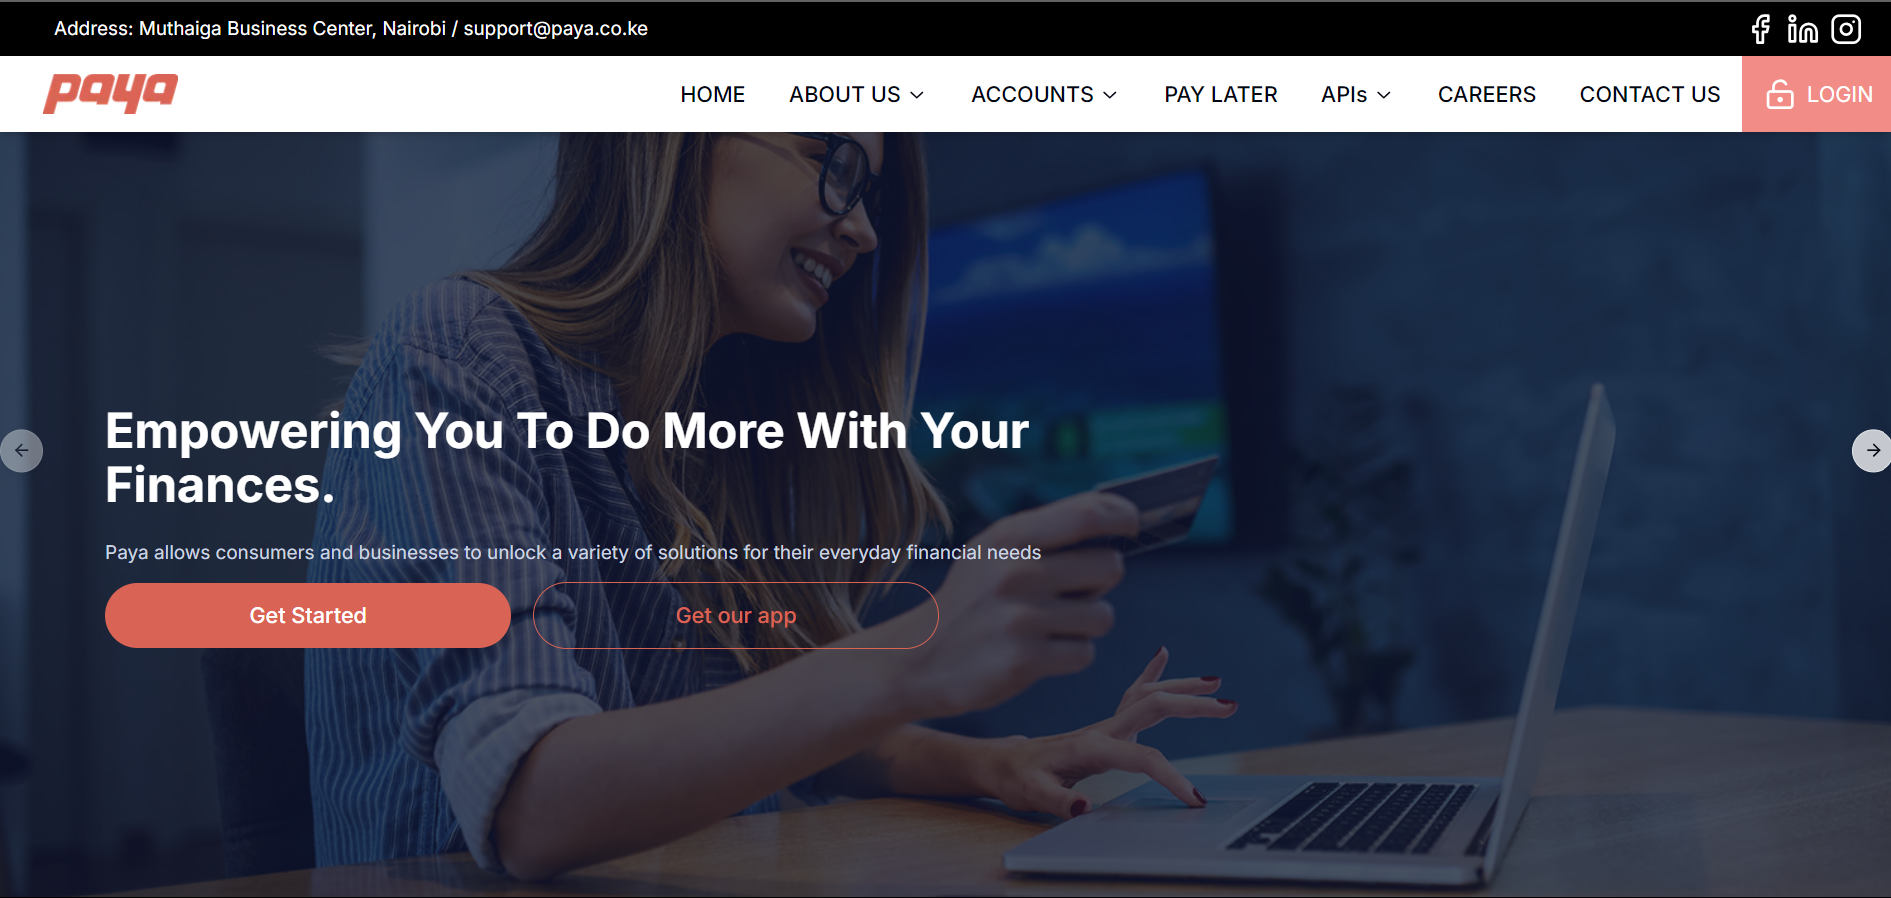 Address: Muthaiga Business Center, Nairobi / support@paya.co.ke
paya
HOME
ABOUT US
ACCOUNTS
PAY LATER
APIs
CAREERS
CONTACT US
LOGIN
Empowering You To Do More With Your
Finances.
Paya allows consumers and businesses to unlock a variety of solutions for their everyday financial needs
Get Started
Get our app